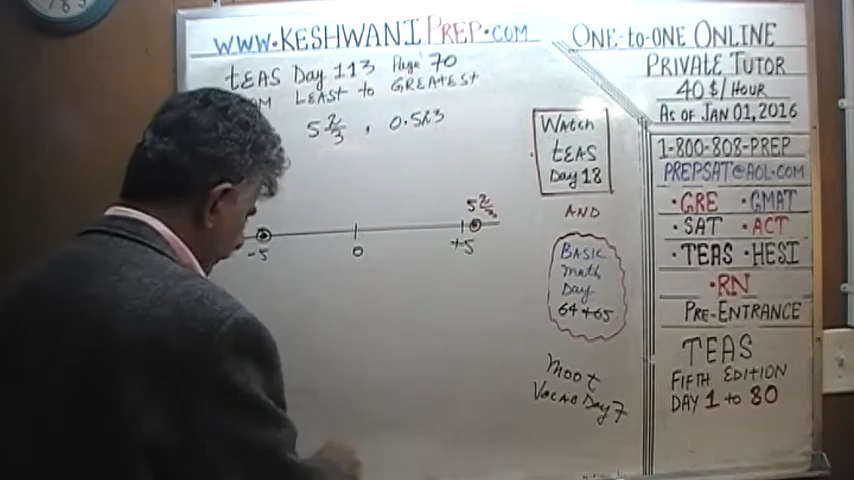 www.KESHWANIPREP.COM
tEAS Day 113 Page 70
LEASt to GREAtESt
5 2/3 , 0.523
5 2/3
-5 0 +5
WAtcH
tEAS
Day 18
AND
BASIC
math
Day
64+65
moot
VOCAB Day 7
ONE-to-ONE ONLINE
PRIVATE TUTOR
40$/HOUR
AS OF JAN 01,2016
1-800-808-PREP
PREPSAT@AOL.COM
•GRE •GMAT
•SAT •ACT
•TEAS •HESI
•RN
PRE-ENTRANCE
TEAS
FIFTH EDITION
DAY 1 to 80